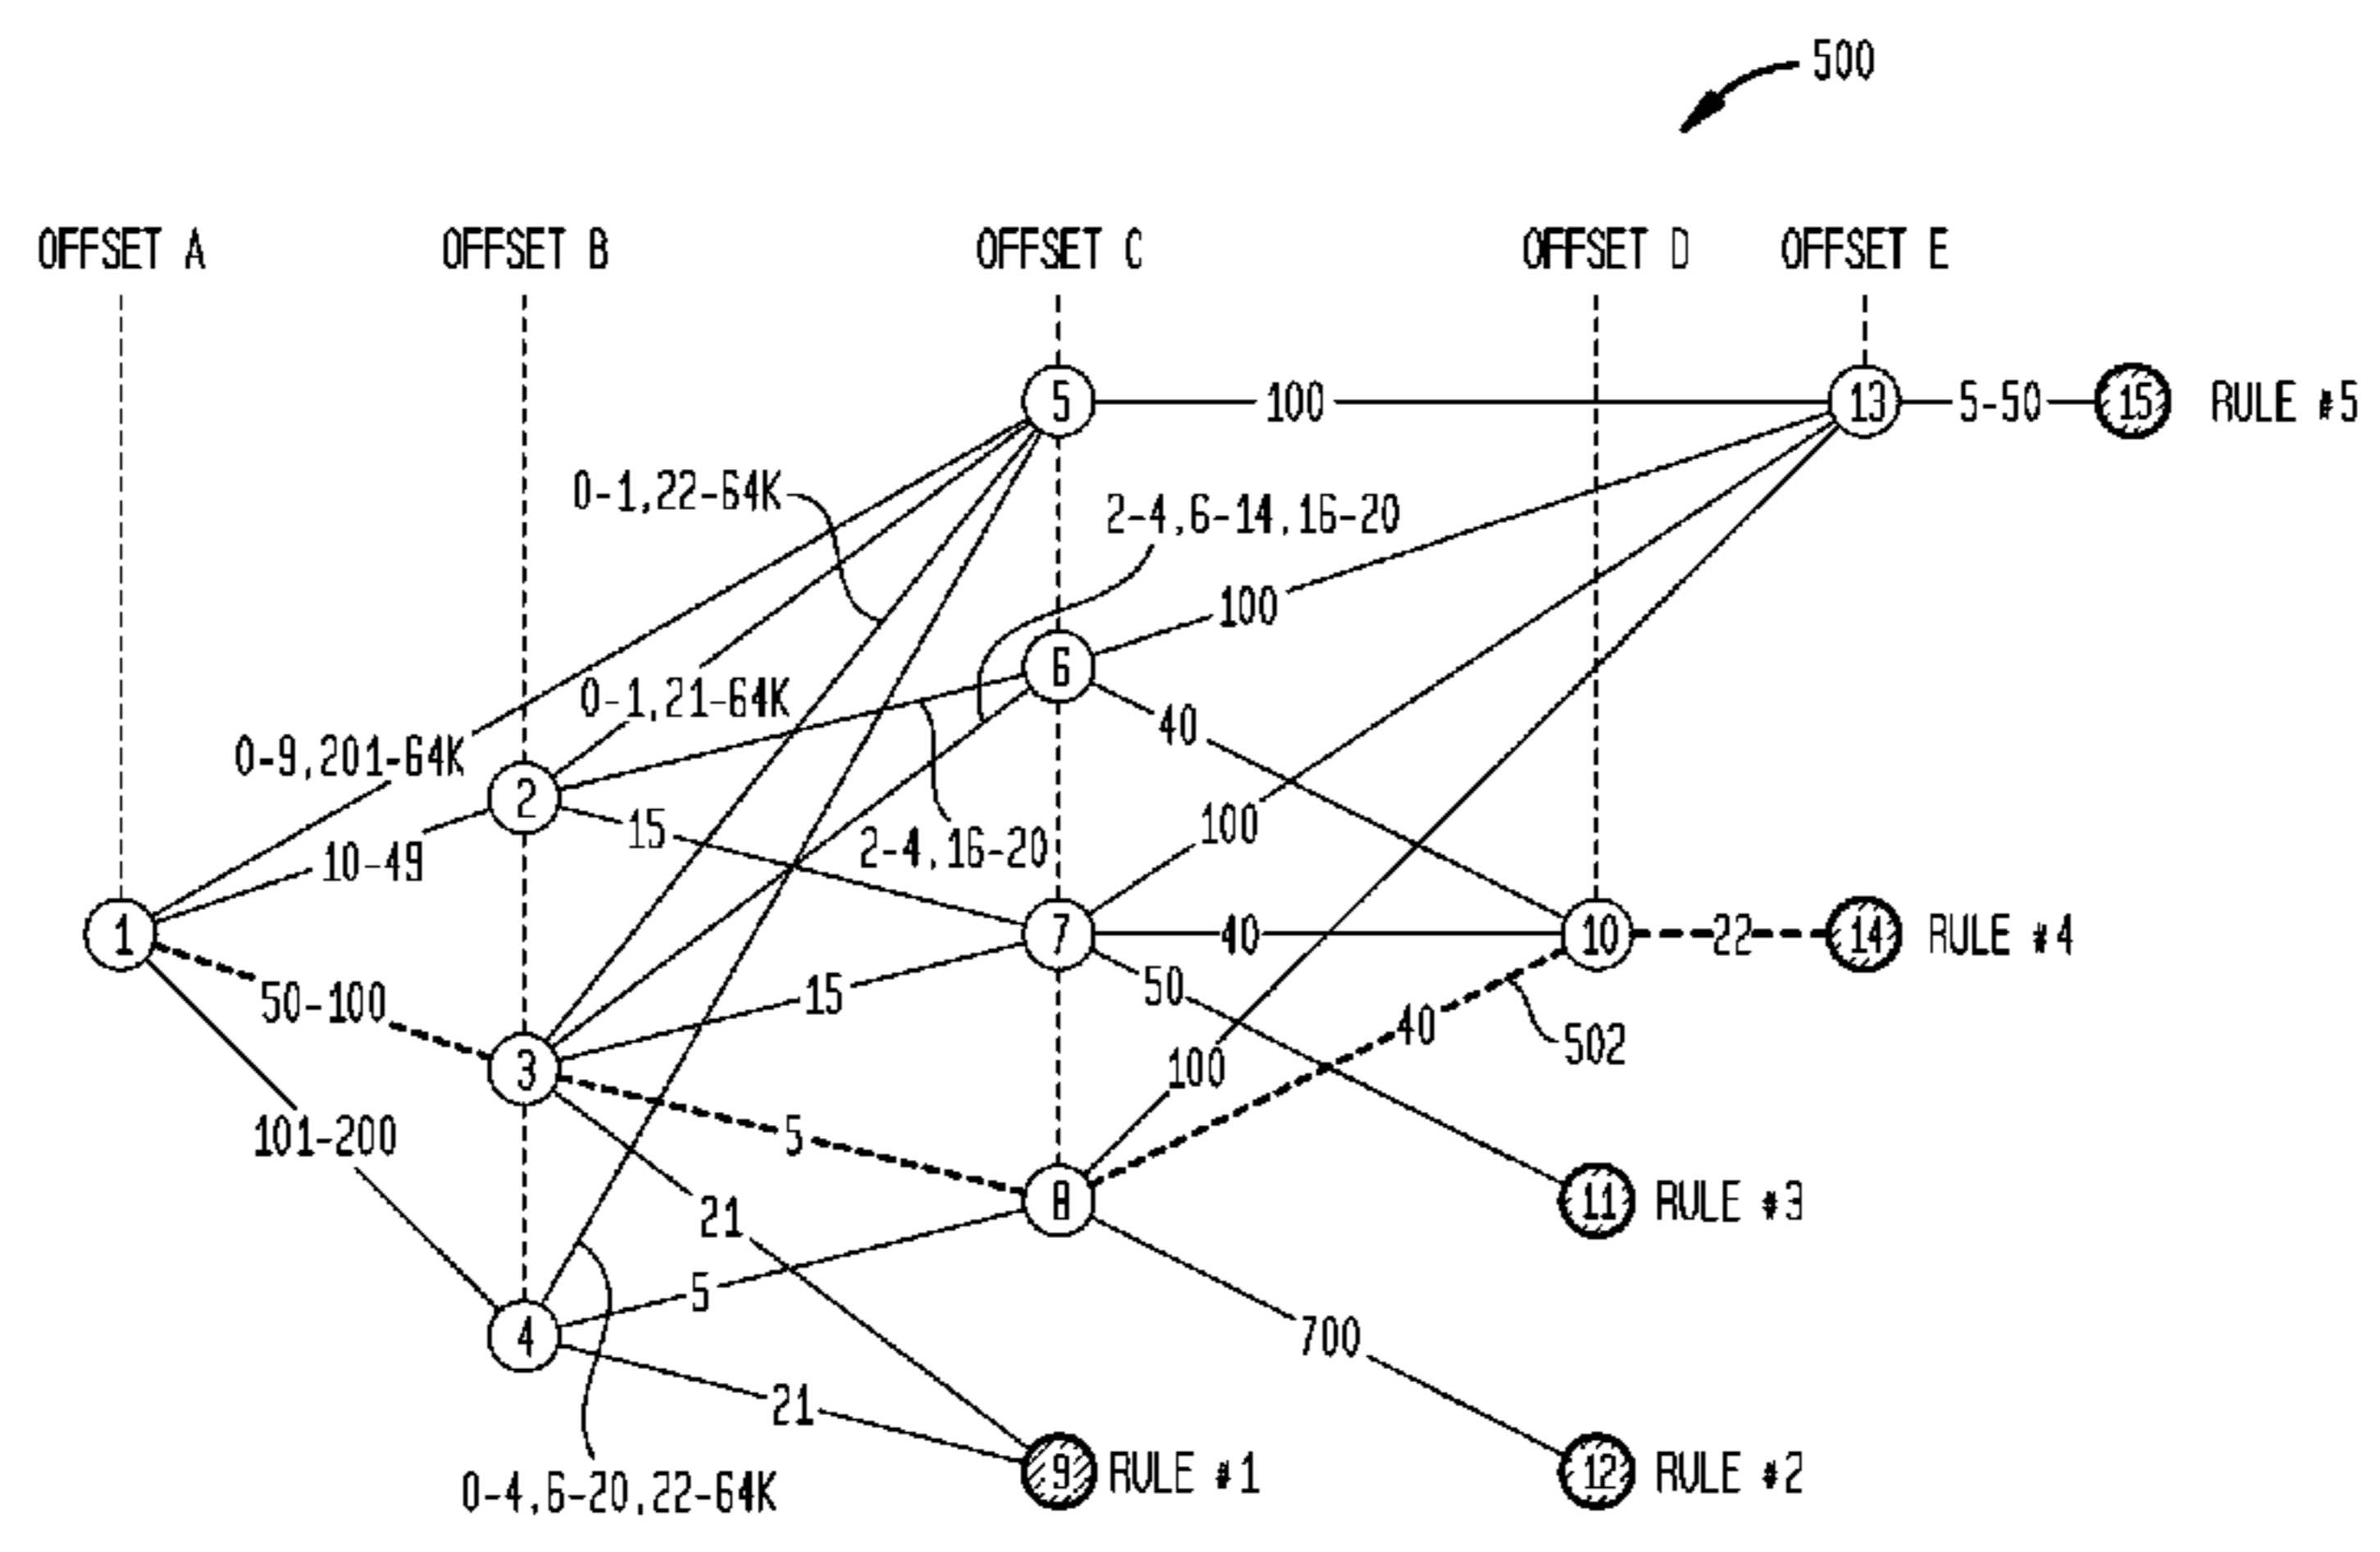 500
OFFSET A OFFSET B OFFSET C OFFSET D OFFSET E
5 100 13 5-50 15 RULE #5
0-1,22-64K
2-4,6-14,16-20
100
6
0-1,21-64K
40
0-9,201-64K
2
15 100
2-4,16-20
10-49
1 7 40 10 22 14 RULE #4
50
50-100 15
40
502
3 100
5
101-200
8 11 RULE #3
21
5
4 700
21
9 RULE #1 12 RULE #2
0-4,6-20,22-64K